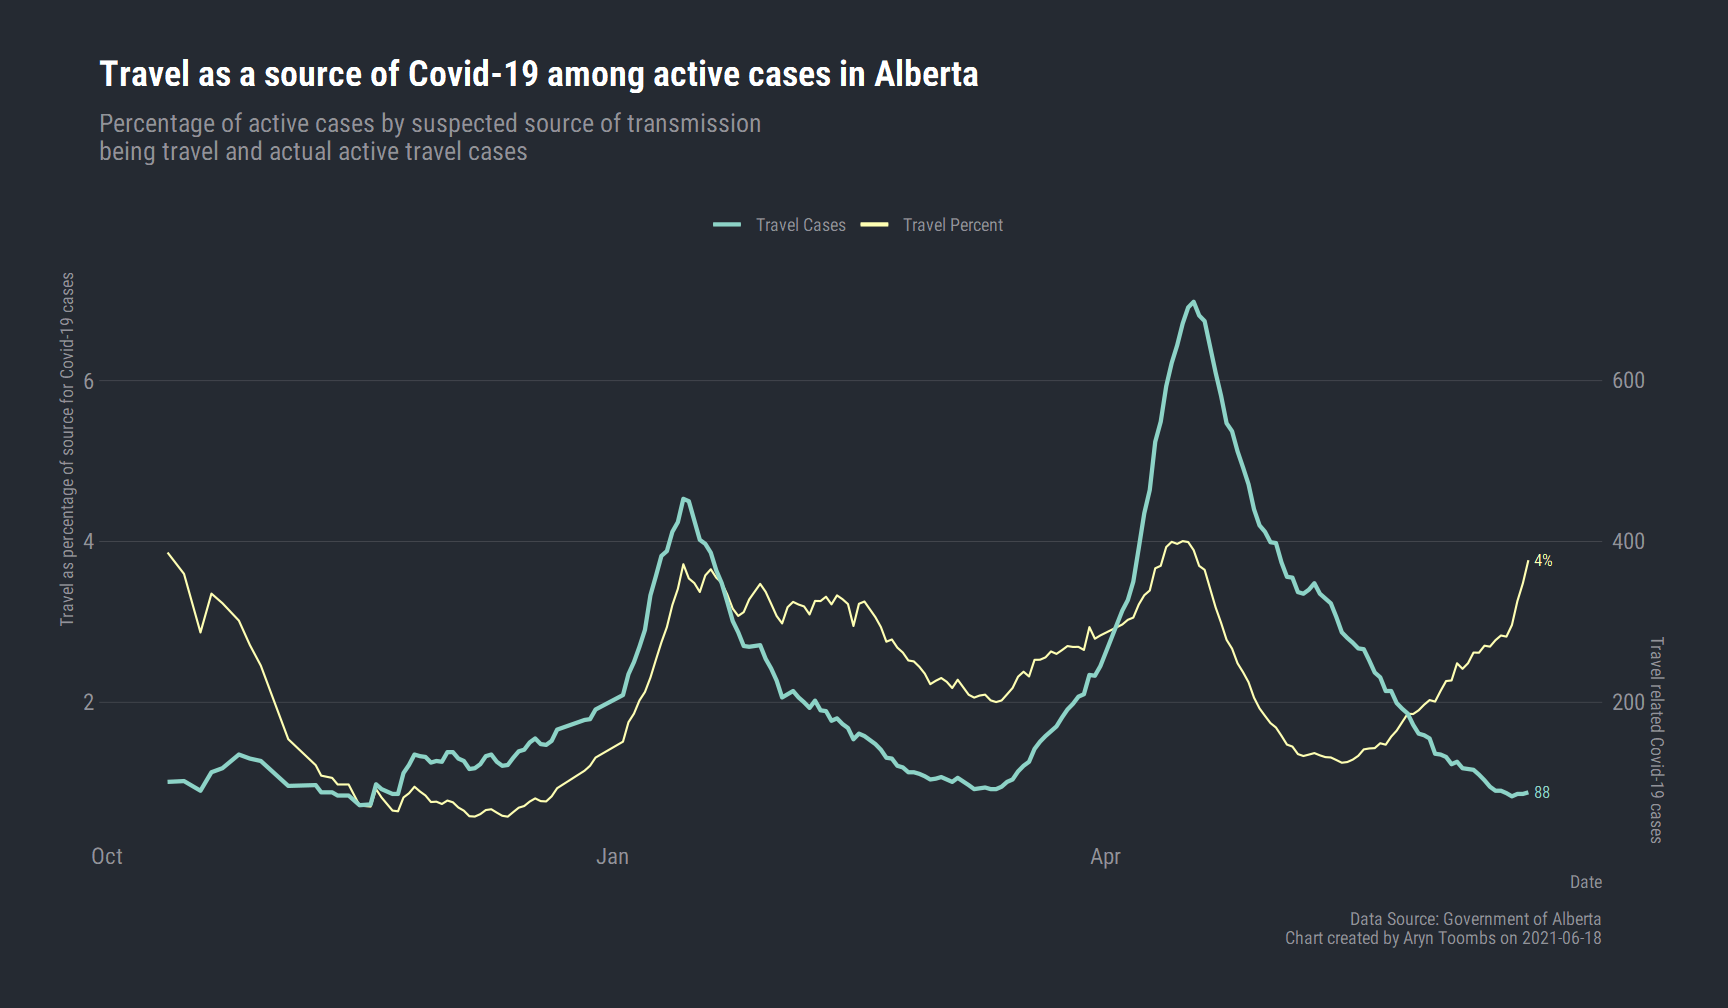 Travel as a source of Covid-19 among active cases in Alberta
Percentage of active cases by suspected source of transmission
being travel and actual active travel cases
Travel Cases
Travel Percent
Travel as percentage of source for Covid-19 cases
6
4
2
600
400
200
Travel related Covid-19 cases
4%
88
Oct
Jan
Apr
Date
Data Source: Government of Alberta
Chart created by Aryn Toombs on 2021-06-18